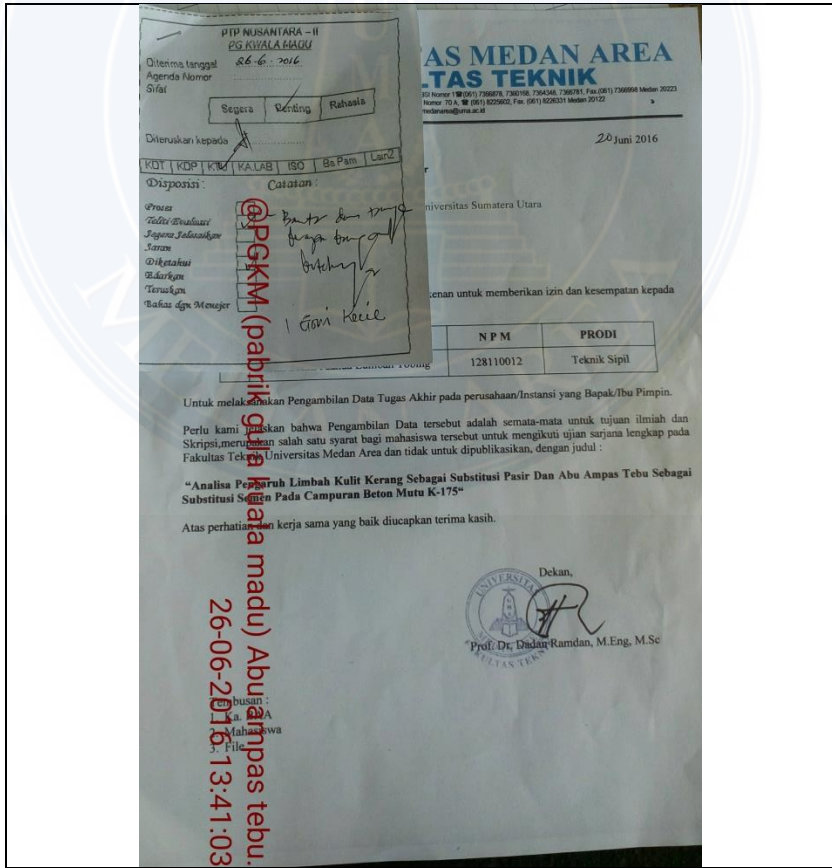 PTP NUSANTARA – II
PG KWALA MADU
Diterima tanggal 26-6-2016
Agenda Nomor
Sifat
Segera Penting Rahasia
Diteruskan kepada
KDT KDP KTU KA.LAB ISO Ba Pam Lain2
Disposisi : Catatan :
Proses
Teliti/Evaluasi
Segera Selesaikan
Saran
Diketahui
Edarkan
Teruskan
Bahas dgn Menejer
1 Goni Kecil
AS MEDAN AREA
LTAS TEKNIK
20 Juni 2016
niversitas Sumatera Utara
kenan untuk memberikan izin dan kesempatan kepada
N P M PRODI
128110012 Teknik Sipil
Untuk melaksanakan Pengambilan Data Tugas Akhir pada perusahaan/Instansi yang Bapak/Ibu Pimpin.
Perlu kami jelaskan bahwa Pengambilan Data tersebut adalah semata-mata untuk tujuan ilmiah dan
Skripsi,merupakan salah satu syarat bagi mahasiswa tersebut untuk mengikuti ujian sarjana lengkap pada
Fakultas Teknik Universitas Medan Area dan tidak untuk dipublikasikan, dengan judul :
“Analisa Pengaruh Limbah Kulit Kerang Sebagai Substitusi Pasir Dan Abu Ampas Tebu Sebagai
Substitusi Semen Pada Campuran Beton Mutu K-175“
Atas perhatian dan kerja sama yang baik diucapkan terima kasih.
Dekan,
Prof. Dr. Dadan Ramdan, M.Eng, M.Sc
Tembusan :
2. Mahasiswa
3. File
@PGKM (pabrik gula kuala madu) Abu ampas tebu.
26-06-2016 13:41:03